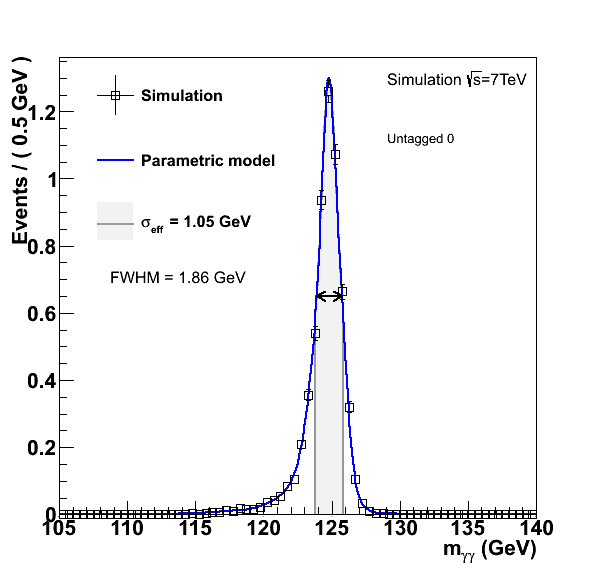 Simulation √s=7TeV
Untagged 0
Simulation
Parametric model
σeff = 1.05 GeV
FWHM = 1.86 GeV
Events / ( 0.5 GeV )
1.2
1
0.8
0.6
0.4
0.2
0
105 110 115 120 125 130 135 140
mγγ (GeV)